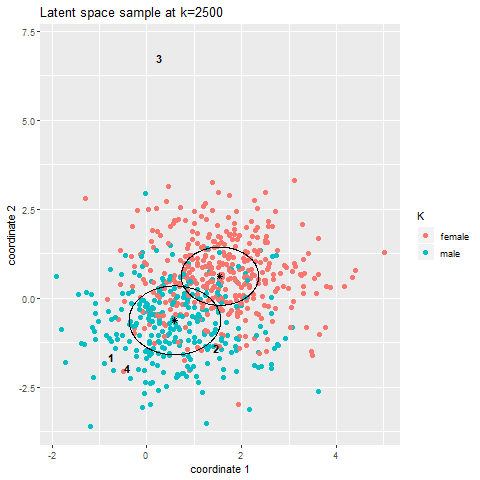 Latent space sample at k=2500
7.5
5.0
2.5
0.0
-2.5
coordinate 2
3
1
2
4
-2
0
2
4
coordinate 1
K
female
male